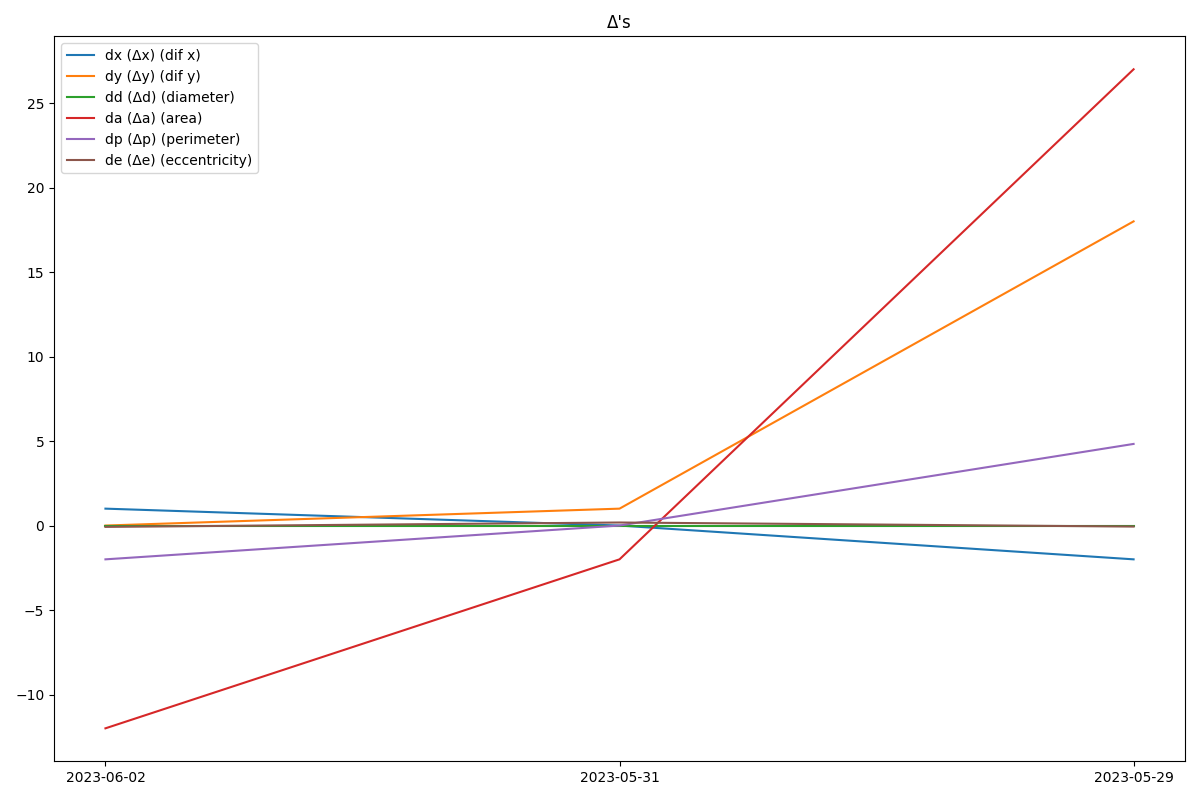 Δ's
dx (Δx) (dif x)
dy (Δy) (dif y)
dd (Δd) (diameter)
da (Δa) (area)
dp (Δp) (perimeter)
de (Δe) (eccentricity)
25
20
15
10
5
0
−5
−10
2023-06-02 2023-05-31 2023-05-29